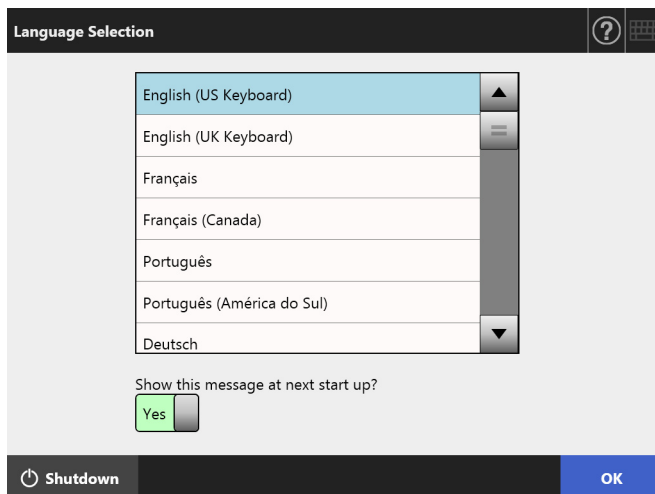 Language Selection
?
English (US Keyboard)
English (UK Keyboard)
Français
Français (Canada)
Português
Português (América do Sul)
Deutsch
Show this message at next start up?
Yes
Shutdown
OK